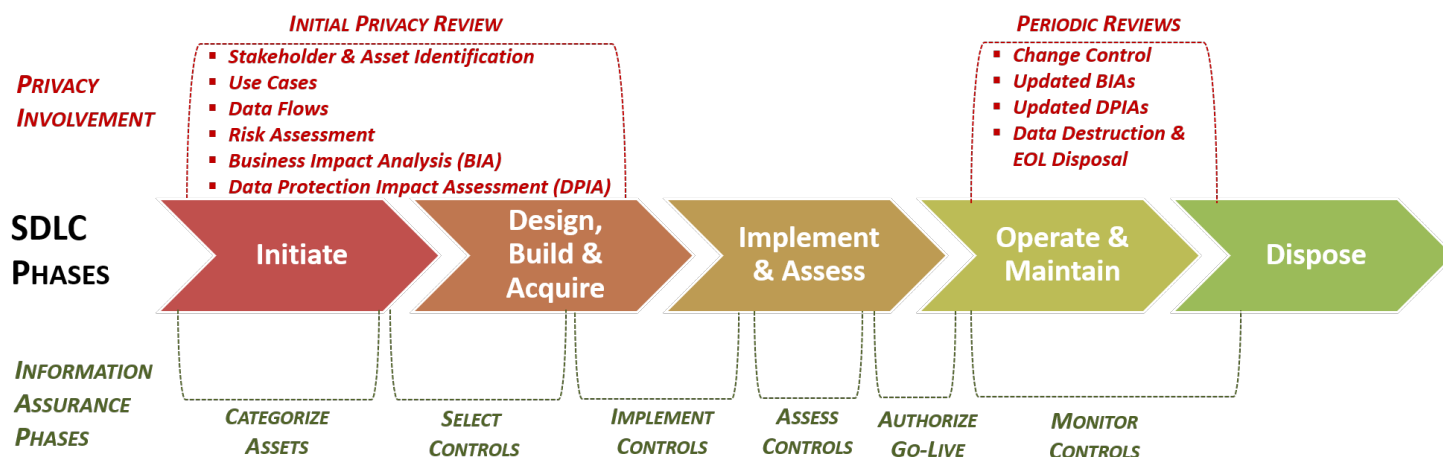 INITIAL PRIVACY REVIEW
PERIODIC REVIEWS
PRIVACY
INVOLVEMENT
▪ Stakeholder & Asset Identification
▪ Use Cases
▪ Data Flows
▪ Risk Assessment
▪ Business Impact Analysis (BIA)
▪ Data Protection Impact Assessment (DPIA)
▪ Change Control
▪ Updated BIAs
▪ Updated DPIAs
▪ Data Destruction &
EOL Disposal
SDLC
PHASES
Initiate
Design,
Build &
Acquire
Implement
& Assess
Operate &
Maintain
Dispose
INFORMATION
ASSURANCE
PHASES
CATEGORIZE
ASSETS
SELECT
CONTROLS
IMPLEMENT
CONTROLS
ASSESS
CONTROLS
AUTHORIZE
GO-LIVE
MONITOR
CONTROLS